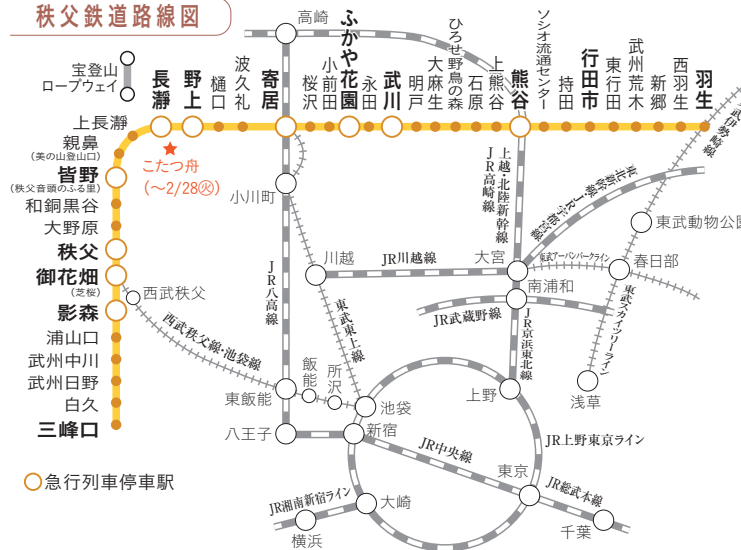 秩父鉄道路線図
宝登山
ロープウェイ
長瀞
野上
樋口
波久礼
寄居
桜沢
小前田
ふかや花園
永田
武川
明戸
大麻生
ひろせ野鳥の森
石原
上熊谷
熊谷
ソシオ流通センター
持田
行田市
東行田
武州荒木
新郷
西羽生
羽生
高崎
上長瀞
親鼻
(美の山登山口)
皆野
(秩父音頭のふる里)
和銅黒谷
大野原
秩父
御花畑
(芝桜)
影森
浦山口
武州中川
武州日野
白久
三峰口
★
こたつ舟
(～2/28㊋)
西武秩父
西武秩父線・池袋線
小川町
JR八高線
川越
JR川越線
東武東上線
上越・北陸新幹線
JR高崎線
東北新幹線
JR宇都宮線
東武伊勢崎線
東武動物公園
大宮
東武アーバンパークライン
春日部
南浦和
JR武蔵野線
JR京浜東北線
東武スカイツリーライン
浅草
東飯能
飯能
所沢
池袋
上野
八王子
新宿
JR中央線
JR上野東京ライン
東京
JR総武本線
千葉
JR湘南新宿ライン
大崎
横浜
急行列車停車駅